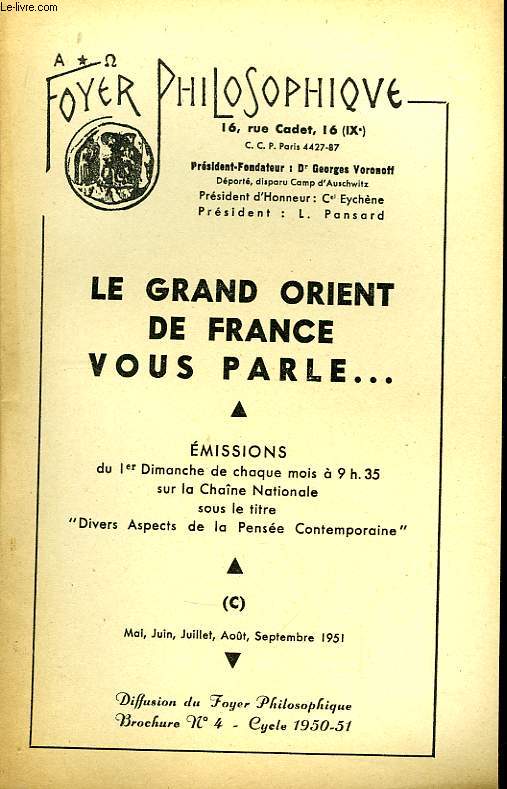 Le-livre.com
Α ★ Ω
FOYER PHILOSOPHIQUE
16, rue Cadet, 16 (IXe)
C. C. P. Paris 4427-87
Président-Fondateur : Dr Georges Voronoff
Déporté, disparu Camp d'Auschwitz
Président d'Honneur : Cel Eychène
Président : L. Pansard
LE GRAND ORIENT
DE FRANCE
VOUS PARLE...
▲
ÉMISSIONS
du 1er Dimanche de chaque mois à 9 h. 35
sur la Chaîne Nationale
sous le titre
"Divers Aspects de la Pensée Contemporaine"
▲
(C)
Mai, Juin, Juillet, Août, Septembre 1951
▼
Diffusion du Foyer Philosophique
Brochure N° 4 - Cycle 1950-51